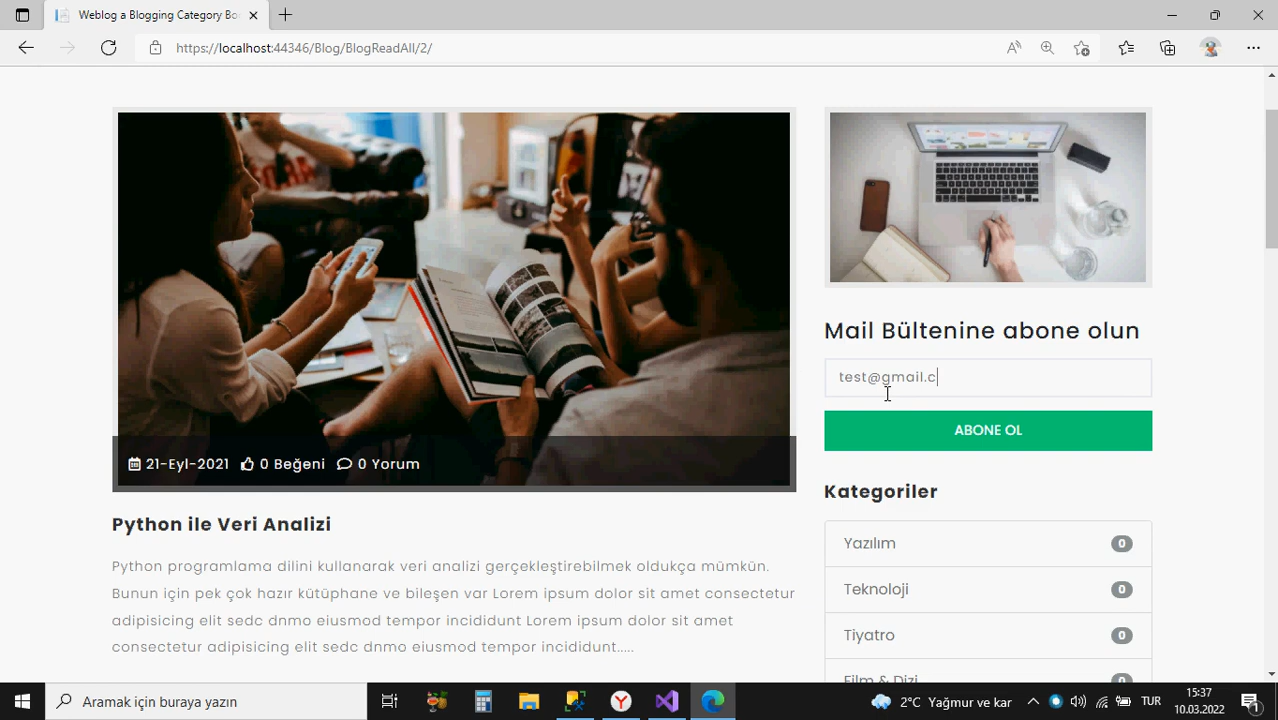 Weblog a Blogging Category Bo
https://localhost:44346/Blog/BlogReadAll/2/
21-Eyl-2021 0 Beğeni 0 Yorum
Python ile Veri Analizi
Python programlama dilini kullanarak veri analizi gerçekleştirebilmek oldukça mümkün.
Bunun için pek çok hazır kütüphane ve bileşen var Lorem ipsum dolor sit amet consectetur
adipisicing elit sedc dnmo eiusmod tempor incididunt Lorem ipsum dolor sit amet
consectetur adipisicing elit sedc dnmo eiusmod tempor incididunt.....
Mail Bültenine abone olun
test@gmail.c
ABONE OL
Kategoriler
Yazılım 0
Teknoloji 0
Tiyatro 0
Film & Dizi 0
Aramak için buraya yazın
2°C Yağmur ve kar
TUR
15:37
10.03.2022
1